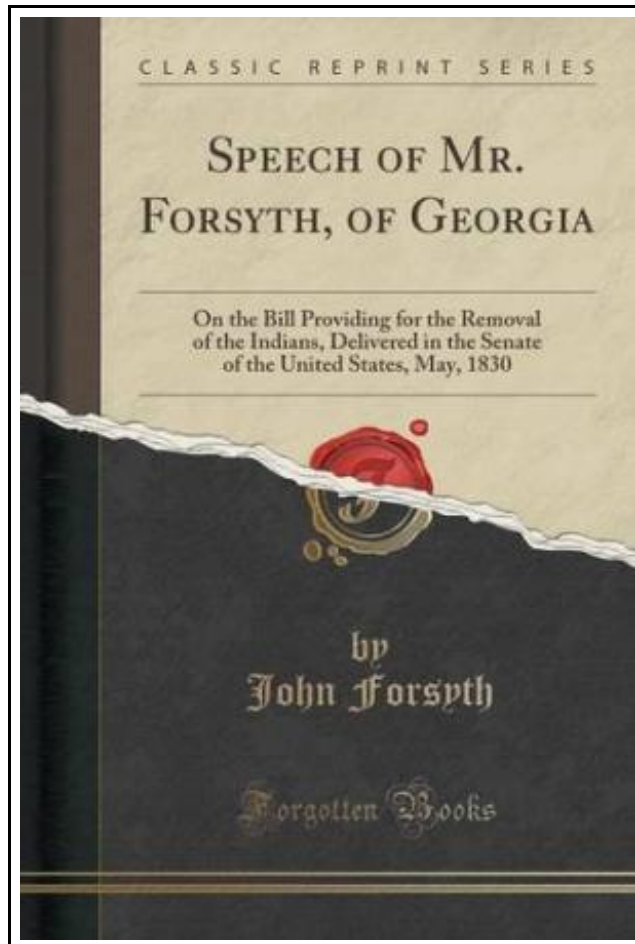 CLASSIC REPRINT SERIES
SPEECH OF MR.
FORSYTH, OF GEORGIA
On the Bill Providing for the Removal
of the Indians, Delivered in the Senate
of the United States, May, 1830
by
John Forsyth
Forgotten Books